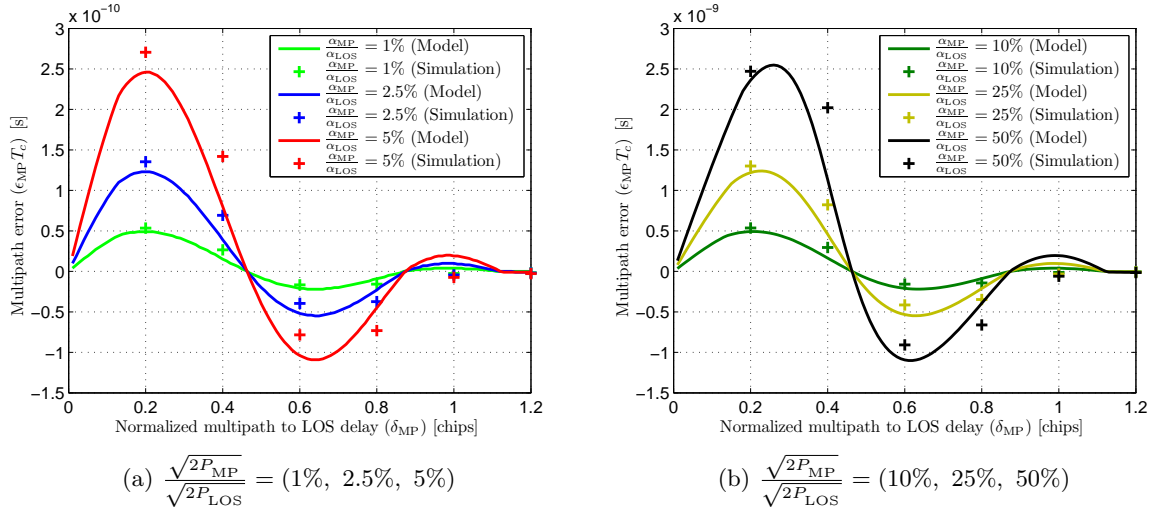 x 10⁻¹⁰
3
2.5
2
1.5
1
0.5
0
−0.5
−1
−1.5
Multipath error (ϵ_MP T_c) [s]
α_MP/α_LOS = 1% (Model)
α_MP/α_LOS = 1% (Simulation)
α_MP/α_LOS = 2.5% (Model)
α_MP/α_LOS = 2.5% (Simulation)
α_MP/α_LOS = 5% (Model)
α_MP/α_LOS = 5% (Simulation)
0 0.2 0.4 0.6 0.8 1 1.2
Normalized multipath to LOS delay (δ_MP) [chips]
(a) √(2P_MP)/√(2P_LOS) = (1%, 2.5%, 5%)
x 10⁻⁹
3
2.5
2
1.5
1
0.5
0
−0.5
−1
−1.5
Multipath error (ϵ_MP T_c) [s]
α_MP/α_LOS = 10% (Model)
α_MP/α_LOS = 10% (Simulation)
α_MP/α_LOS = 25% (Model)
α_MP/α_LOS = 25% (Simulation)
α_MP/α_LOS = 50% (Model)
α_MP/α_LOS = 50% (Simulation)
0 0.2 0.4 0.6 0.8 1 1.2
Normalized multipath to LOS delay (δ_MP) [chips]
(b) √(2P_MP)/√(2P_LOS) = (10%, 25%, 50%)